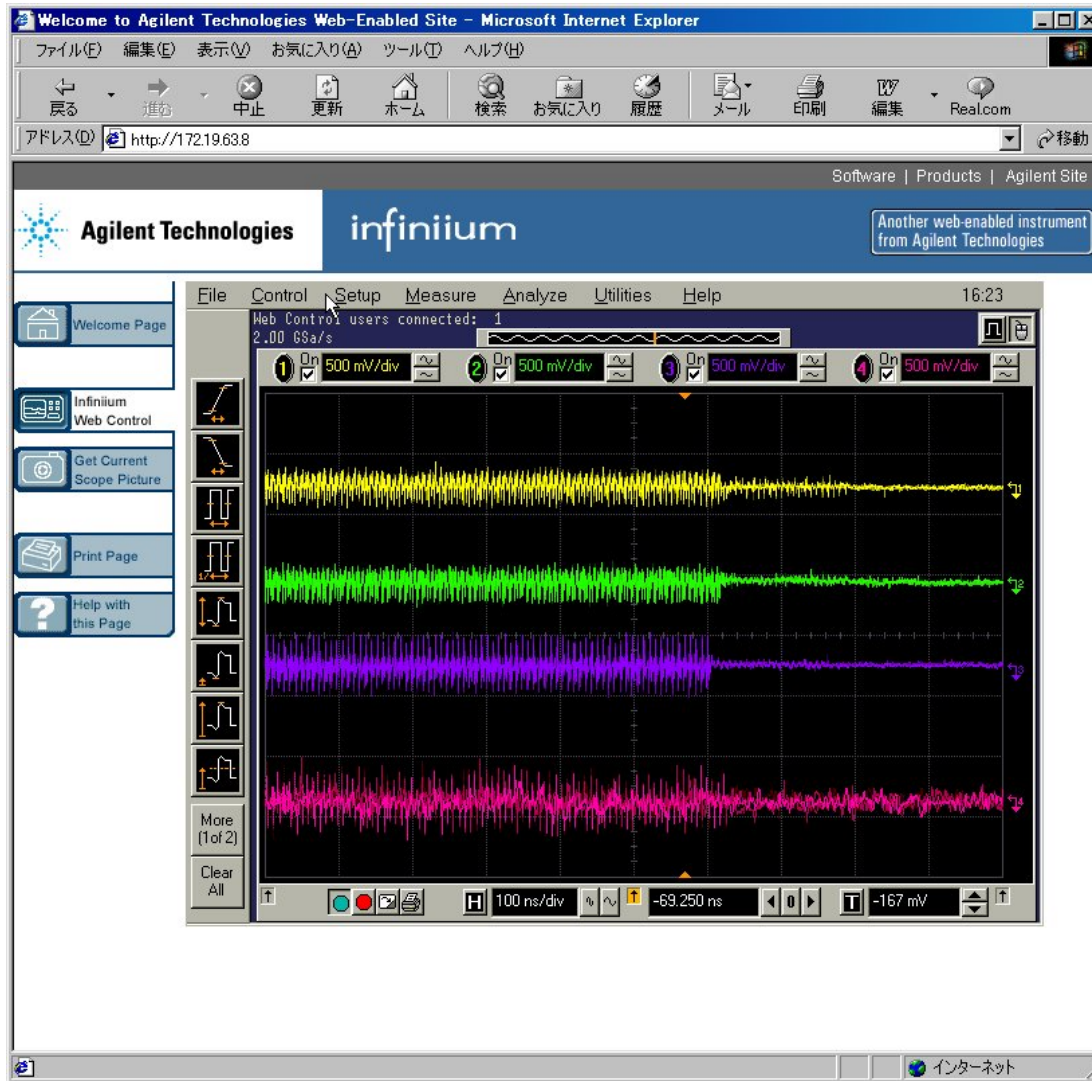 Welcome to Agilent Technologies Web-Enabled Site - Microsoft Internet Explorer
ファイル(F) 編集(E) 表示(V) お気に入り(A) ツール(T) ヘルプ(H)
戻る 進む 中止 更新 ホーム 検索 お気に入り 履歴 メール 印刷 編集 Real.com
アドレス(D) http://172.19.63.8 移動
Software | Products | Agilent Site
Agilent Technologies infiniium
Another web-enabled instrument
from Agilent Technologies
File Control Setup Measure Analyze Utilities Help 16:23
Web Control users connected: 1
2.00 GSa/s
1 On 500 mV/div 2 On 500 mV/div 3 On 500 mV/div 4 On 500 mV/div
Welcome Page
Infiniium
Web Control
Get Current
Scope Picture
Print Page
Help with
this Page
1
2
3
4
More
(1of 2)
Clear
All
H 100 ns/div -69.250 ns 0 T -167 mV
インターネット